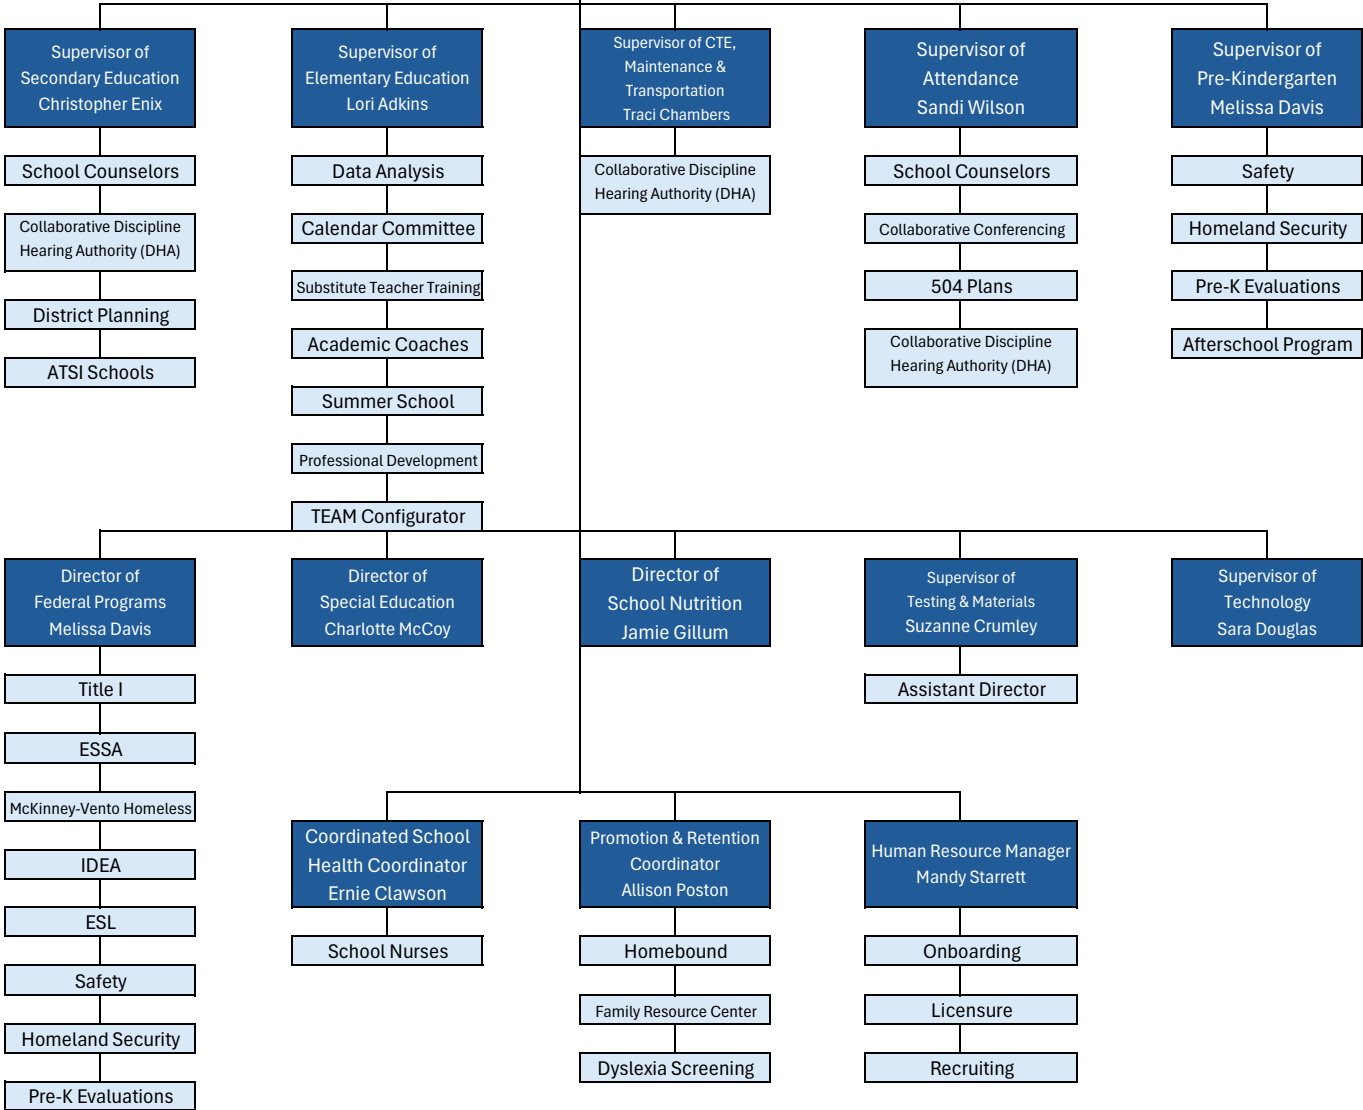 Supervisor of
Secondary Education
Christopher Enix
School Counselors
Collaborative Discipline
Hearing Authority (DHA)
District Planning
ATSI Schools
Supervisor of
Elementary Education
Lori Adkins
Data Analysis
Calendar Committee
Substitute Teacher Training
Academic Coaches
Summer School
Professional Development
TEAM Configurator
Supervisor of CTE,
Maintenance &
Transportation
Traci Chambers
Collaborative Discipline
Hearing Authority (DHA)
Supervisor of
Attendance
Sandi Wilson
School Counselors
Collaborative Conferencing
504 Plans
Collaborative Discipline
Hearing Authority (DHA)
Supervisor of
Pre-Kindergarten
Melissa Davis
Safety
Homeland Security
Pre-K Evaluations
Afterschool Program
Director of
Federal Programs
Melissa Davis
Title I
ESSA
McKinney-Vento Homeless
IDEA
ESL
Safety
Homeland Security
Pre-K Evaluations
Director of
Special Education
Charlotte McCoy
Director of
School Nutrition
Jamie Gillum
Supervisor of
Testing & Materials
Suzanne Crumley
Assistant Director
Supervisor of
Technology
Sara Douglas
Coordinated School
Health Coordinator
Ernie Clawson
School Nurses
Promotion & Retention
Coordinator
Allison Poston
Homebound
Family Resource Center
Dyslexia Screening
Human Resource Manager
Mandy Starrett
Onboarding
Licensure
Recruiting